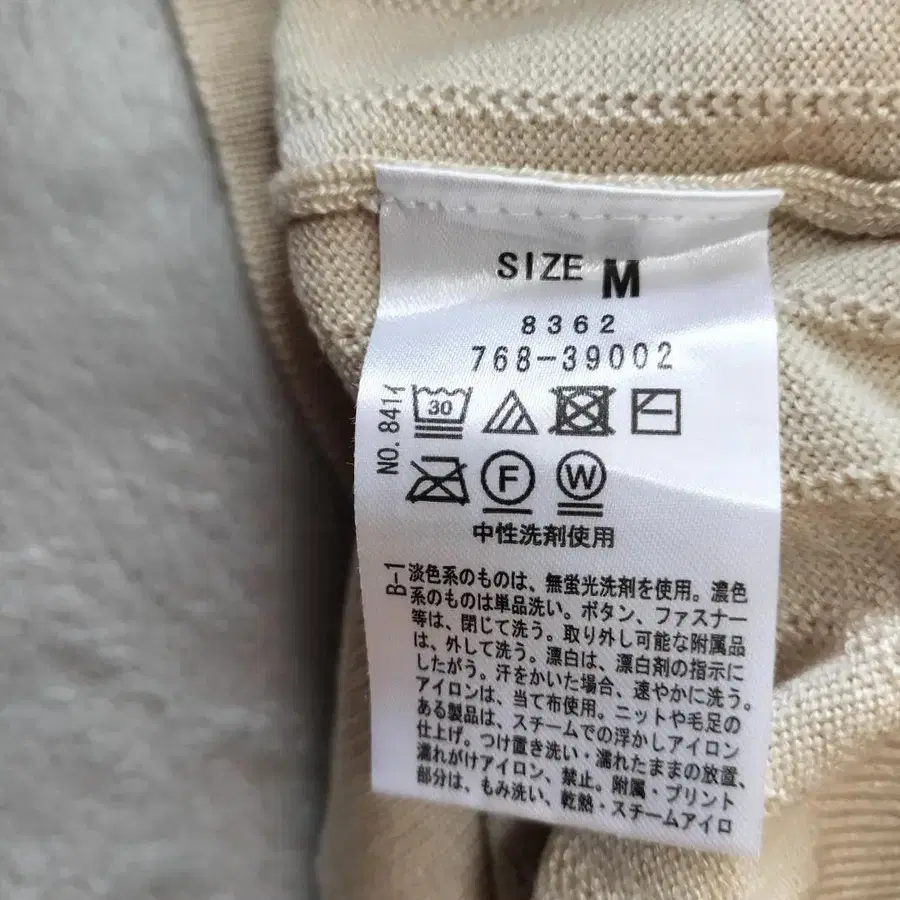 SIZE M
8362
768-39002
NO. 841イ
30
F W
中性洗剤使用
B-1
淡色系のものは、無蛍光洗剤を使用。濃色
系のものは単品洗い。ボタン、ファスナー
等は、閉じて洗う。取り外し可能な附属品
は、外して洗う。漂白は、漂白剤の指示に
したがう。汗をかいた場合、速やかに洗う。
アイロンは、当て布使用。ニットや毛足の
ある製品は、スチームでの浮かしアイロン
仕上げ。つけ置き洗い・濡れたままの放置、
濡れがけアイロン、禁止。附属・プリント
部分は、もみ洗い、乾熱・スチームアイロ